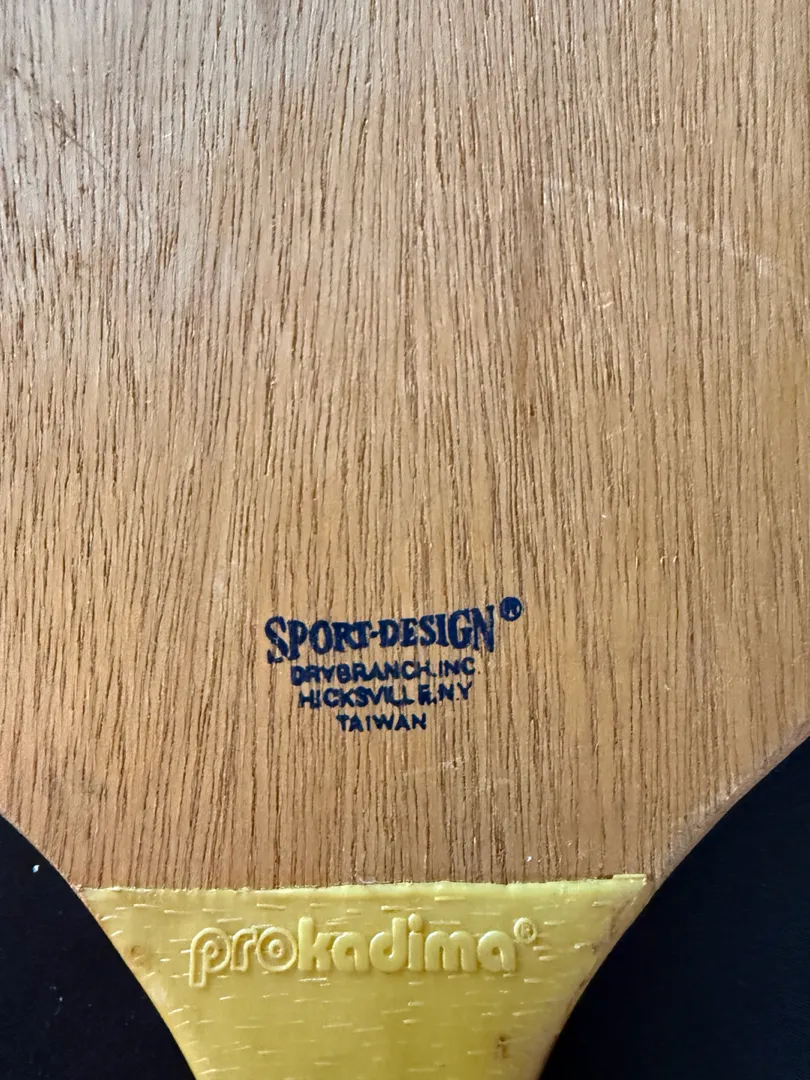 SPORT-DESIGN®
DRYBRANCH, INC
HICKSVILLE, N.Y
TAIWAN
prokadima®